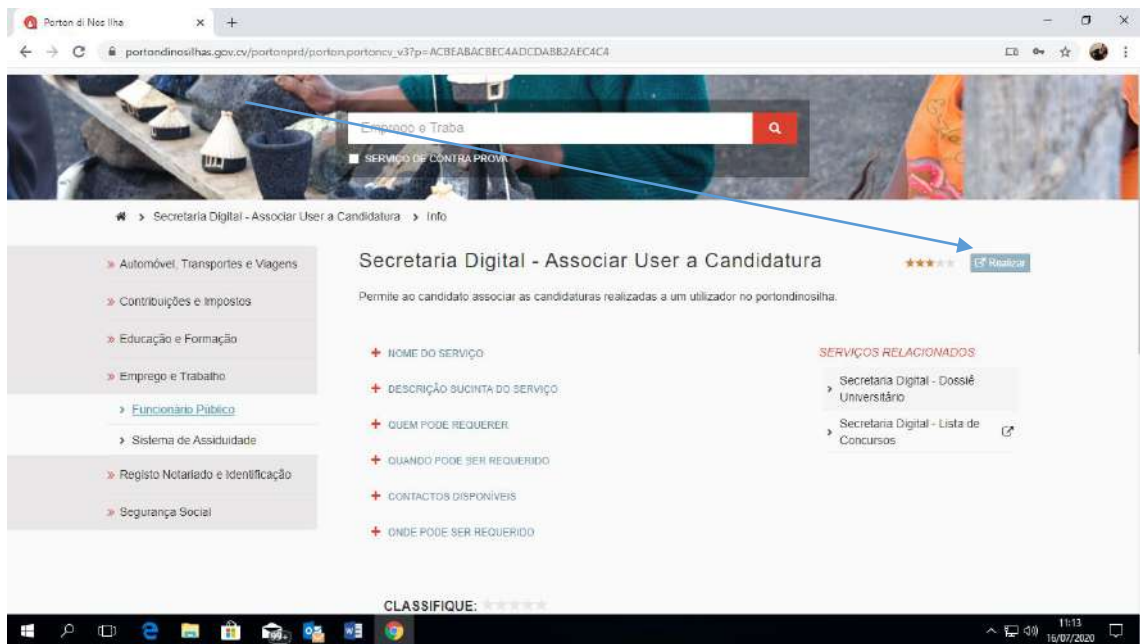 Porton di Nos Ilha
portondinosilhas.gov.cv/portonprd/porton.portoncv_v3?p=ACBEABACBEC4ADCDABB2AEC4C4
Emprego e Traba
SERVIÇO DE CONTRA PROVA
> Secretaria Digital - Associar User a Candidatura > Info
» Automóvel, Transportes e Viagens
» Contribuições e Impostos
» Educação e Formação
» Emprego e Trabalho
> Funcionário Público
> Sistema de Assiduidade
» Registo Notariado e Identificação
» Segurança Social
Secretaria Digital - Associar User a Candidatura
Realizar
Permite ao candidato associar as candidaturas realizadas a um utilizador no portondinosilha.
+ NOME DO SERVIÇO
+ DESCRIÇÃO SUCINTA DO SERVIÇO
+ QUEM PODE REQUERER
+ QUANDO PODE SER REQUERIDO
+ CONTACTOS DISPONÍVEIS
+ ONDE PODE SER REQUERIDO
SERVIÇOS RELACIONADOS
> Secretaria Digital - Dossiê
Universitário
> Secretaria Digital - Lista de
Concursos
CLASSIFIQUE:
99+
11:13
16/07/2020